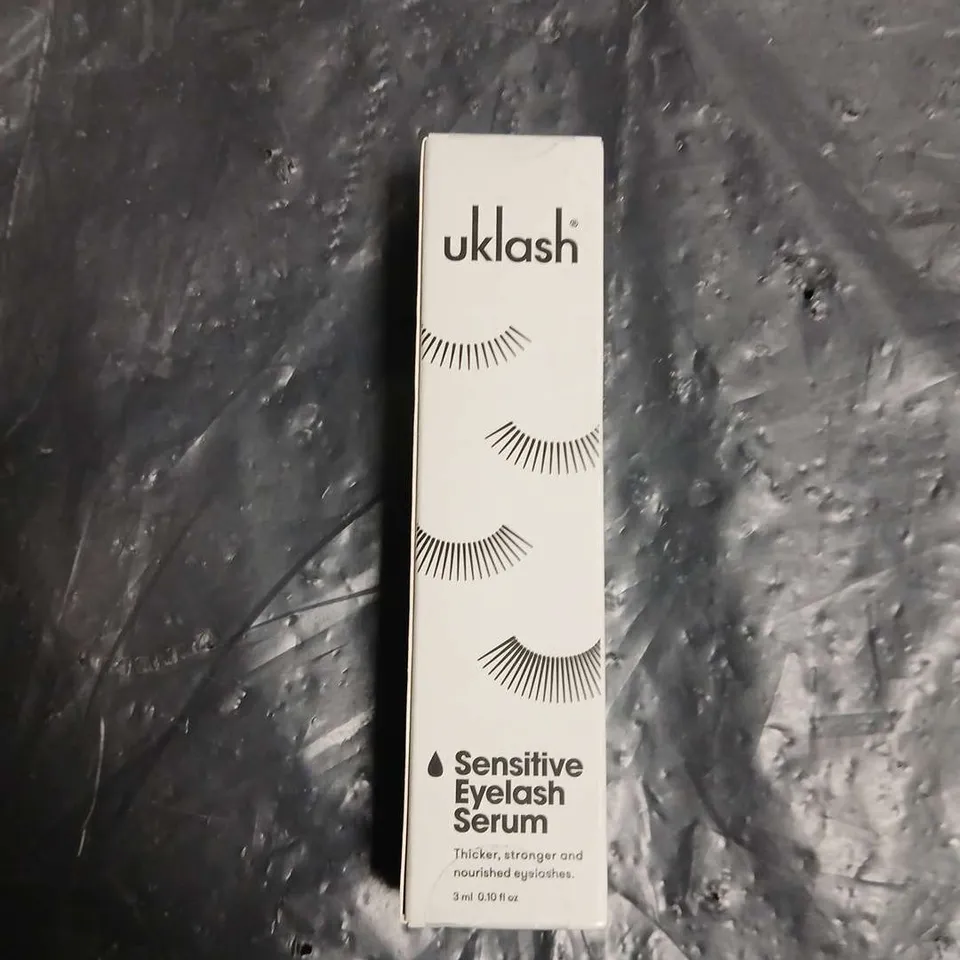 uklash®
Sensitive
Eyelash
Serum
Thicker, stronger and
nourished eyelashes.
3 ml 0.10 fl oz